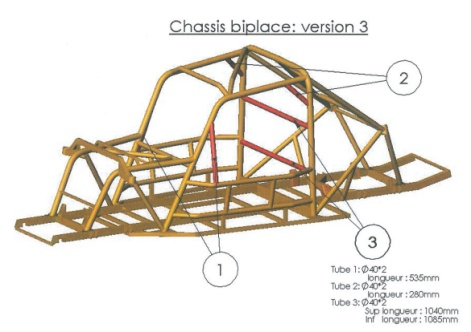 Chassis biplace: version 3
2
3
1
Tube 1: Ø40*2
longueur : 535mm
Tube 2: Ø40*2
longueur : 280mm
Tube 3: Ø40*2
Sup longueur : 1040mm
Inf longueur : 1085mm